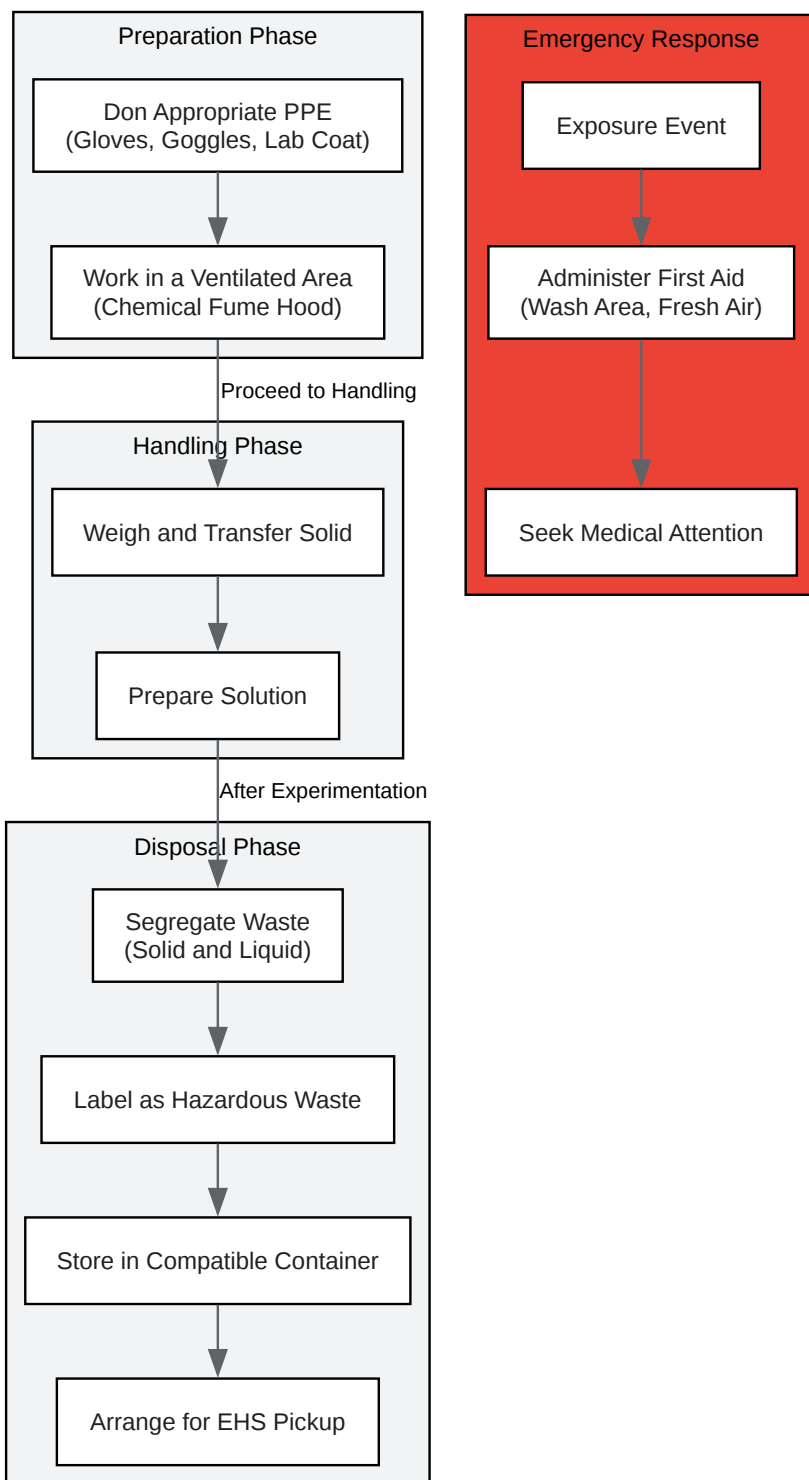 Preparation Phase
Don Appropriate PPE
(Gloves, Goggles, Lab Coat)
Work in a Ventilated Area
(Chemical Fume Hood)
Proceed to Handling
Handling Phase
Weigh and Transfer Solid
Prepare Solution
After Experimentation
Disposal Phase
Segregate Waste
(Solid and Liquid)
Label as Hazardous Waste
Store in Compatible Container
Arrange for EHS Pickup
Emergency Response
Exposure Event
Administer First Aid
(Wash Area, Fresh Air)
Seek Medical Attention